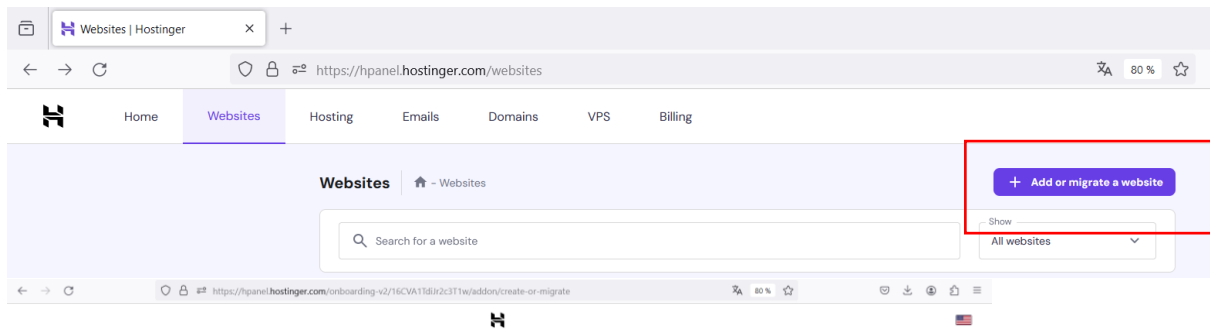 Websites | Hostinger
https://hpanel.hostinger.com/websites
80 %
Home Websites Hosting Emails Domains VPS Billing
Websites - Websites
+ Add or migrate a website
Search for a website
Show
All websites
https://hpanel.hostinger.com/onboarding-v2/16CVA1TdiJr2c3T1w/addon/create-or-migrate
80 %